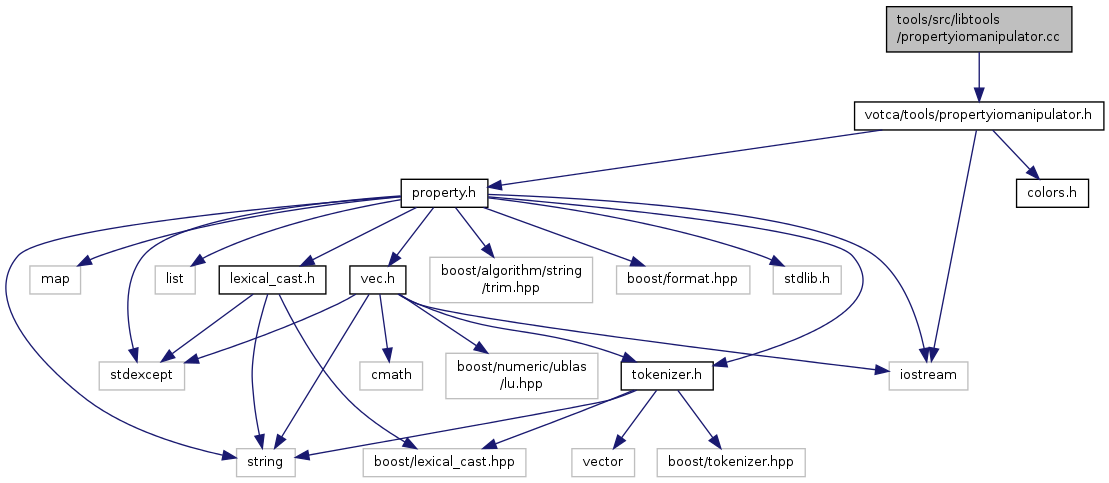 tools/src/libtools
/propertyiomanipulator.cc
votca/tools/propertyiomanipulator.h
property.h
colors.h
map
list
lexical_cast.h
vec.h
boost/algorithm/string
/trim.hpp
boost/format.hpp
stdlib.h
stdexcept
cmath
boost/numeric/ublas
/lu.hpp
tokenizer.h
iostream
string
boost/lexical_cast.hpp
vector
boost/tokenizer.hpp